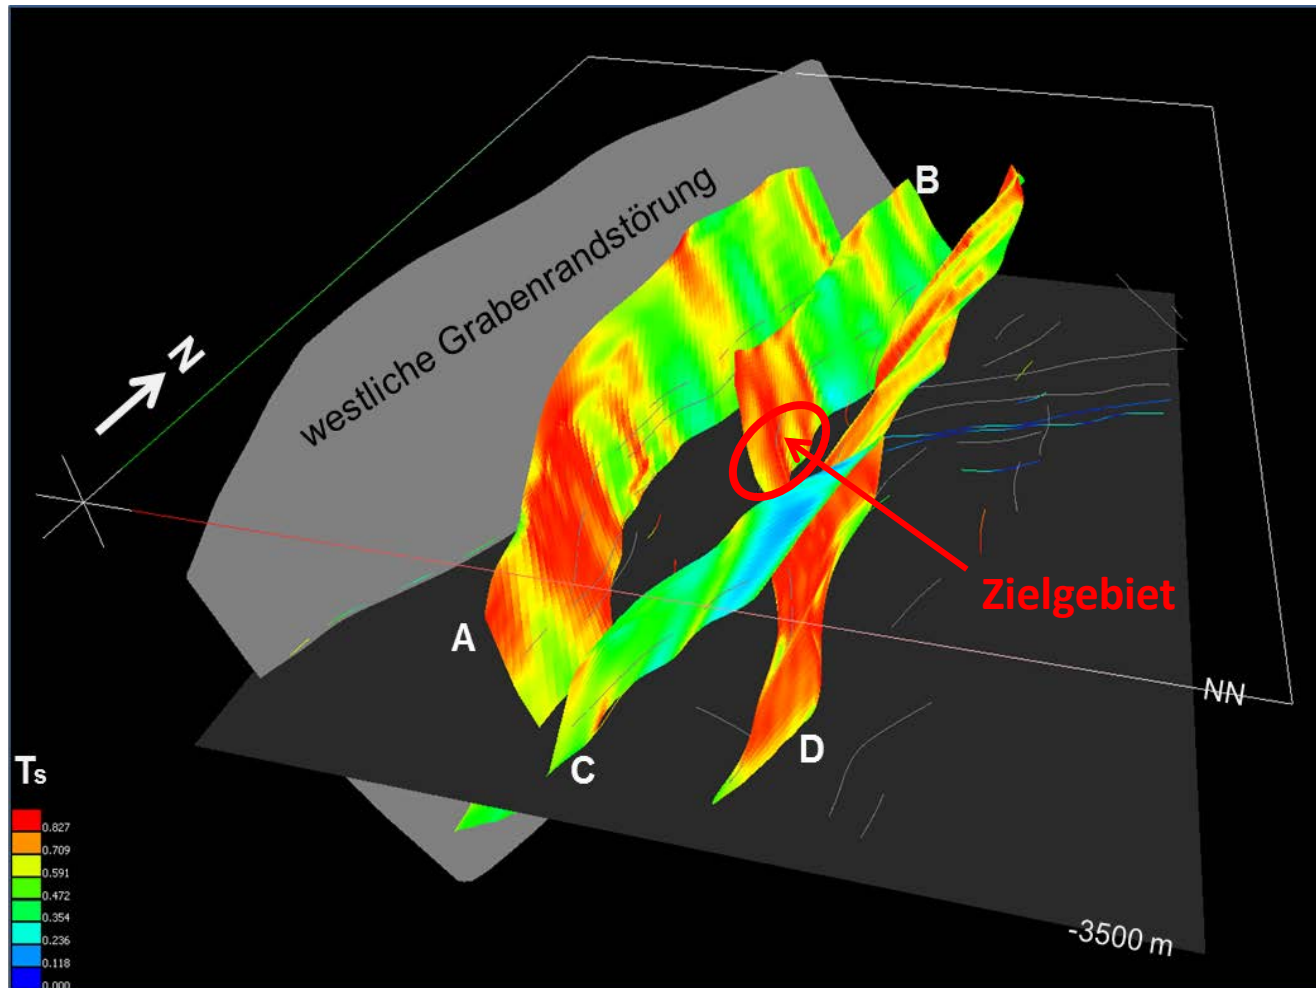 B
westliche Grabenrandstörung
N
A
Zielgebiet
NN
D
C
-3500 m
Ts
0.827
0.709
0.591
0.472
0.354
0.236
0.118
0.000